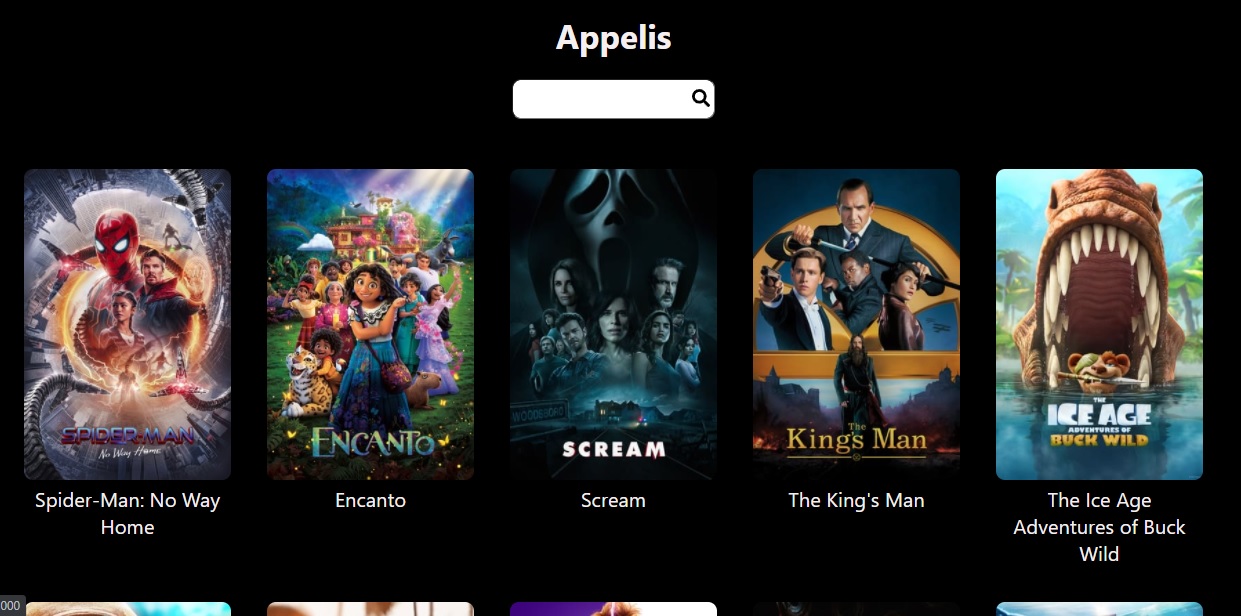 Appelis
SPIDER-MAN
No Way Home
ENCANTO
WOODSBORO
SCREAM
The
King's Man
THE
ICE AGE
ADVENTURES OF
BUCK WILD
Spider-Man: No Way
Home
Encanto
Scream
The King's Man
The Ice Age
Adventures of Buck
Wild
000